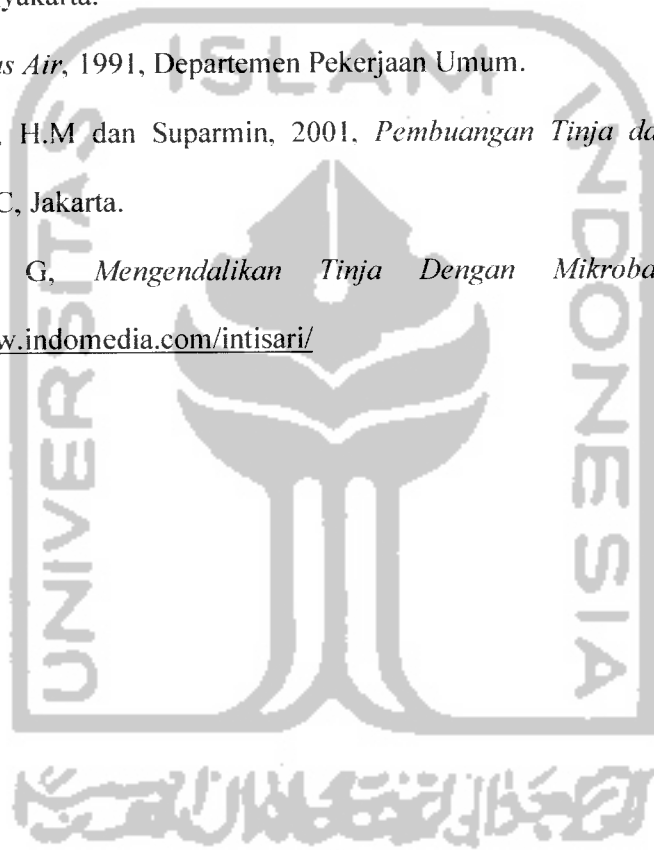 yakarta.
as Air, 1991, Departemen Pekerjaan Umum.
H.M dan Suparmin, 2001, Pembuangan Tinja da
C, Jakarta.
G, Mengendalikan Tinja Dengan Mikroba
w.indomedia.com/intisari/
UNIVERSITAS
ISLAM
INDONESIA